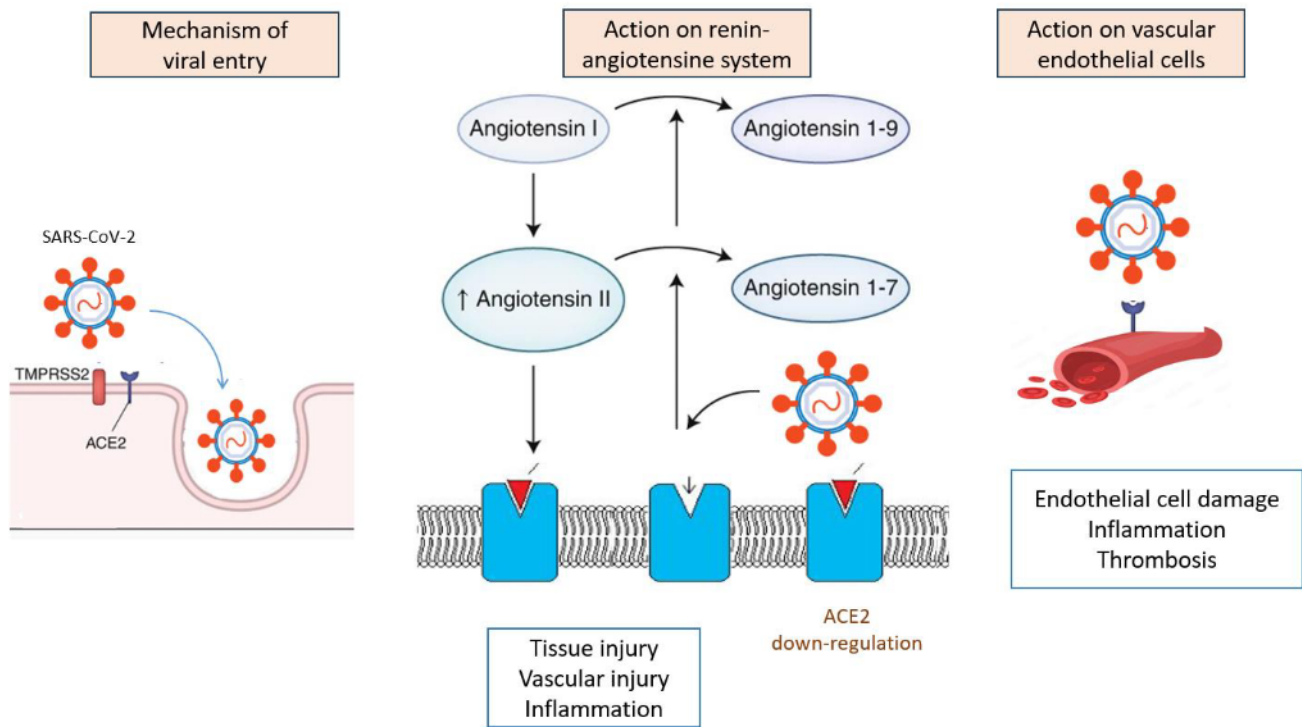 Mechanism of
viral entry
SARS-CoV-2
TMPRSS2
ACE2
Action on renin-
angiotensine system
Angiotensin I
Angiotensin 1-9
↑ Angiotensin II
Angiotensin 1-7
ACE2
down-regulation
Tissue injury
Vascular injury
Inflammation
Action on vascular
endothelial cells
Endothelial cell damage
Inflammation
Thrombosis